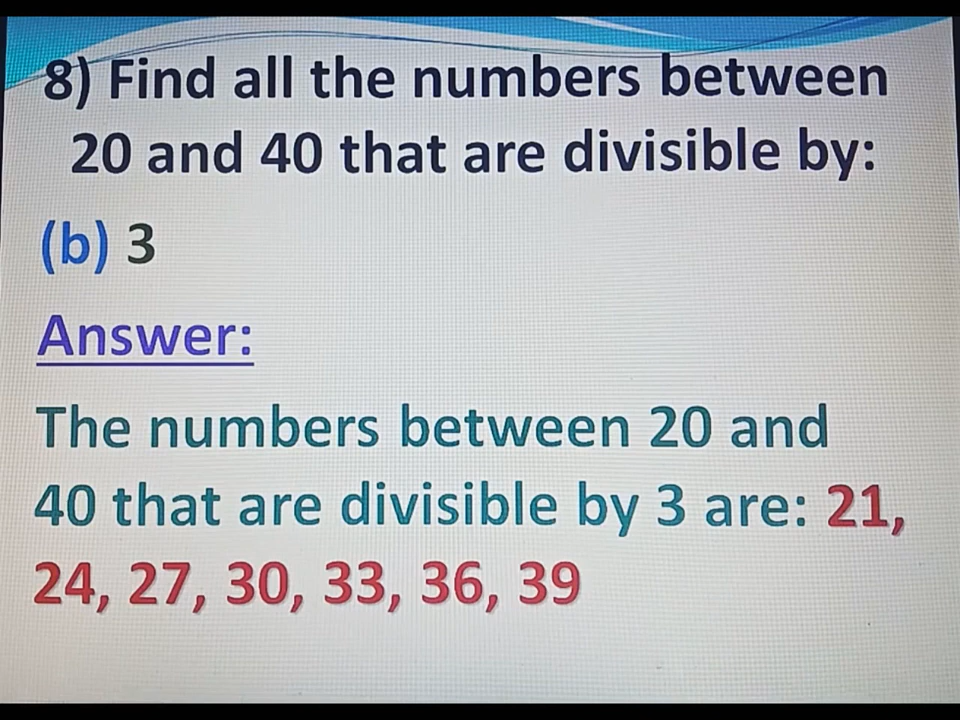 8) Find all the numbers between
20 and 40 that are divisible by:
(b) 3
Answer:
The numbers between 20 and
40 that are divisible by 3 are: 21,
24, 27, 30, 33, 36, 39